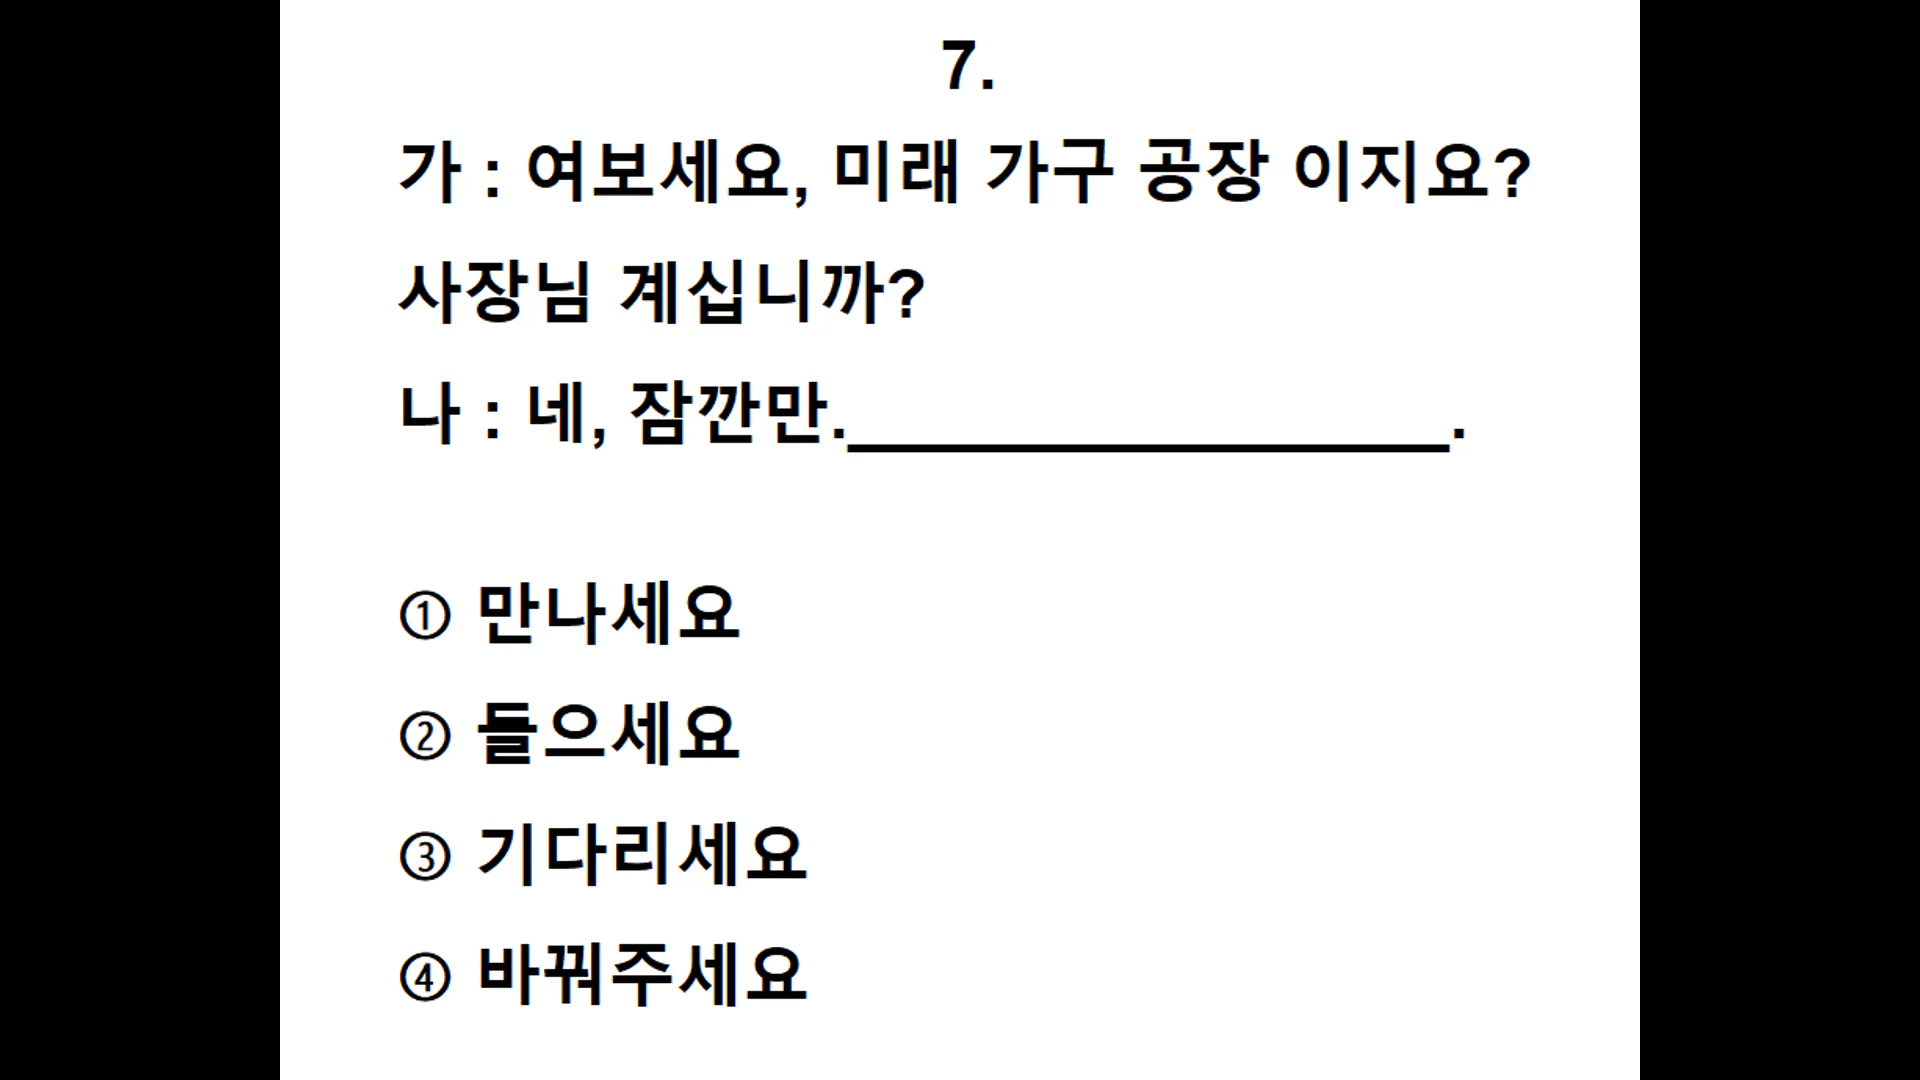 7.
가 : 여보세요, 미래 가구 공장 이지요?
사장님 계십니까?
나 : 네, 잠깐만.__________________.
① 만나세요
② 들으세요
③ 기다리세요
④ 바꿔주세요